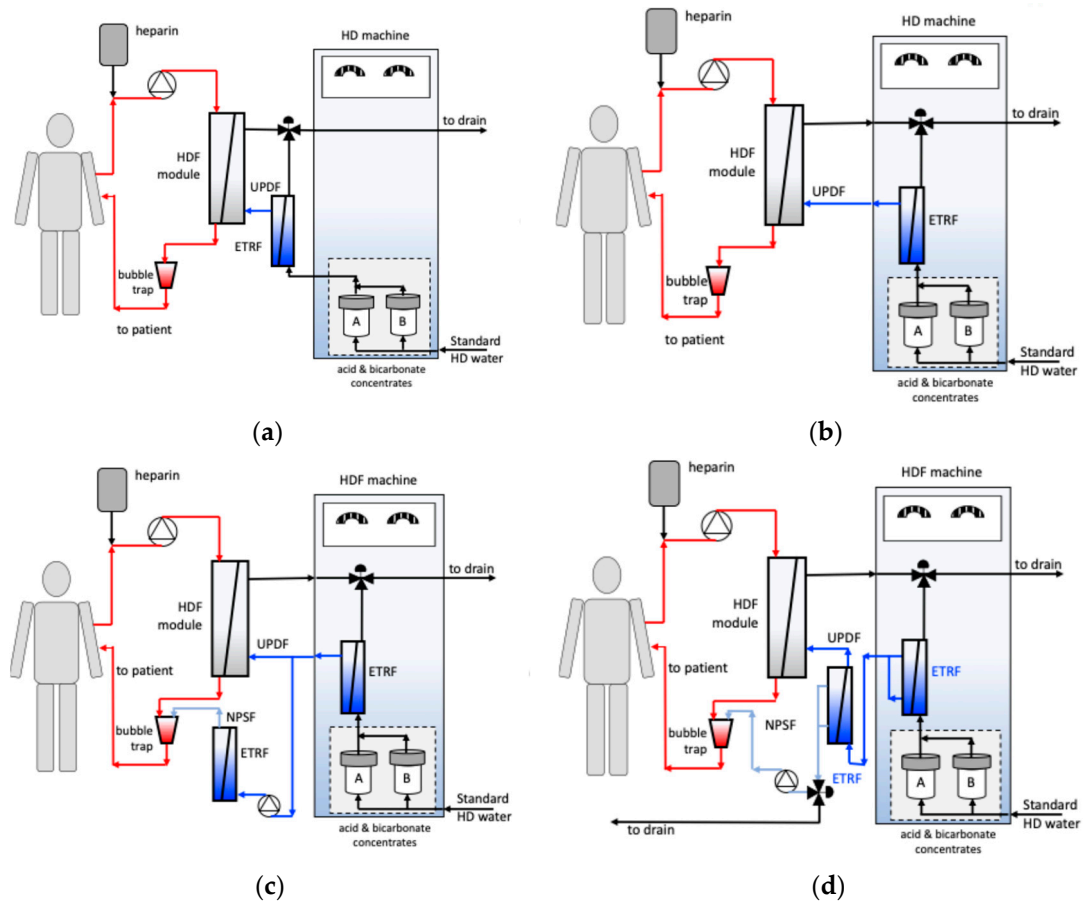 heparin
HD machine
to drain
HDF
module
UPDF
ETRF
bubble
trap
to patient
A
B
Standard
HD water
acid & bicarbonate
concentrates
(a)
heparin
HD machine
to drain
HDF
module
UPDF
ETRF
bubble
trap
to patient
A
B
Standard
HD water
acid & bicarbonate
concentrates
(b)
heparin
HDF machine
to drain
HDF
module
UPDF
to patient
ETRF
NPSF
bubble
trap
ETRF
A
B
Standard
HD water
acid & bicarbonate
concentrates
(c)
heparin
HDF machine
to drain
HDF
module
UPDF
to patient
ETRF
NPSF
bubble
trap
ETRF
A
B
Standard
HD water
to drain
acid & bicarbonate
concentrates
(d)